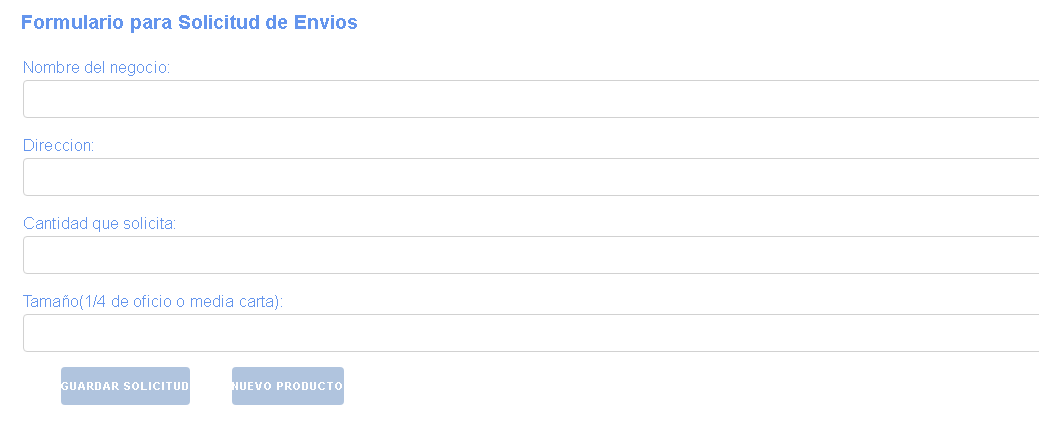 Formulario para Solicitud de Envios
Nombre del negocio:
Direccion:
Cantidad que solicita:
Tamaño(1/4 de oficio o media carta):
GUARDAR SOLICITUD NUEVO PRODUCTO